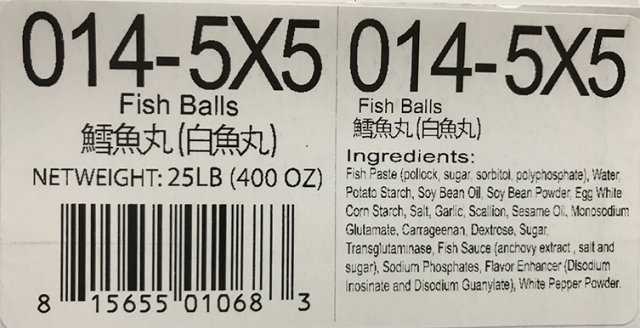 014-5X5
Fish Balls
鱈魚丸(白魚丸)
NETWEIGHT: 25LB (400 OZ)
8 15655 01068 3
014-5X5
Fish Balls
鱈魚丸(白魚丸)
Ingredients:
Fish Paste (pollock, sugar, sorbitol, polyphosphate), Water,
Potato Starch, Soy Bean Oil, Soy Bean Powder, Egg White
Corn Starch, Salt, Garlic, Scallion, Sesame Oil, Monosodium
Glutamate, Carrageenan, Dextrose, Sugar,
Transglutaminase, Fish Sauce (anchovy extract , salt and
sugar), Sodium Phosphates, Flavor Enhancer (Disodium
Inosinate and Disodium Guanylate), White Pepper Powder.